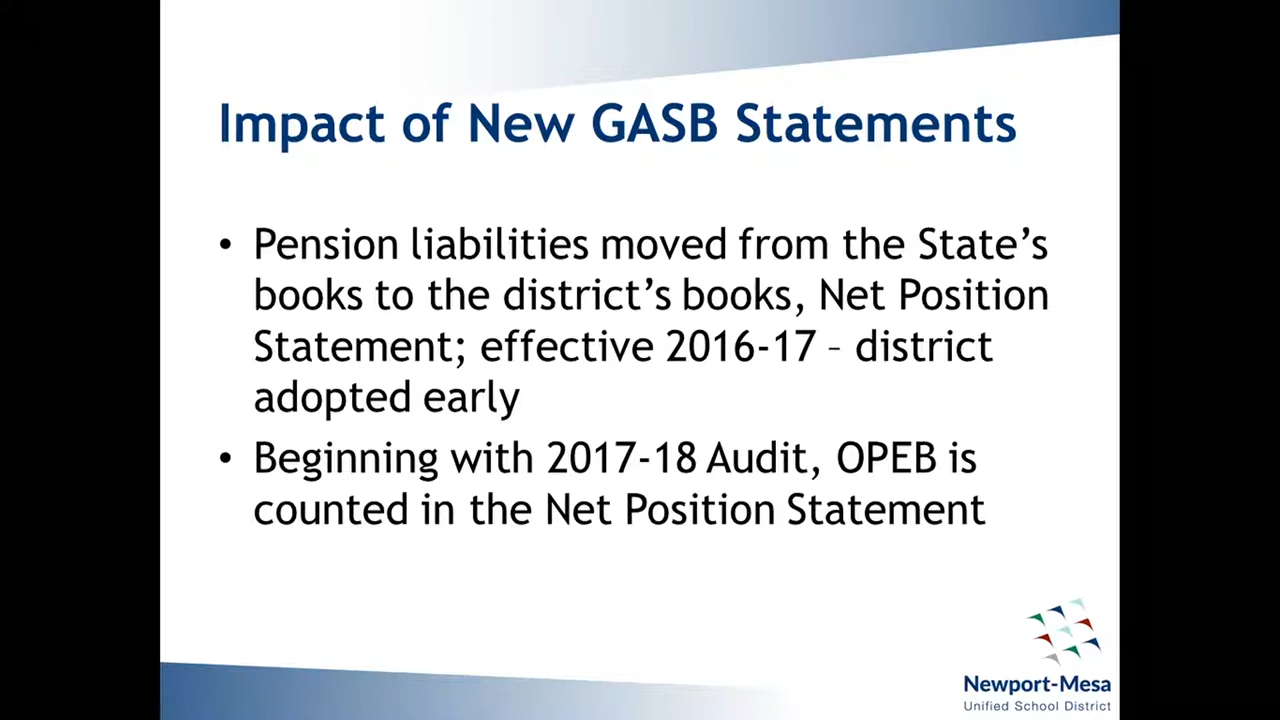 Impact of New GASB Statements
• Pension liabilities moved from the State’s
books to the district’s books, Net Position
Statement; effective 2016-17 – district
adopted early
• Beginning with 2017-18 Audit, OPEB is
counted in the Net Position Statement
Newport-Mesa
Unified School District